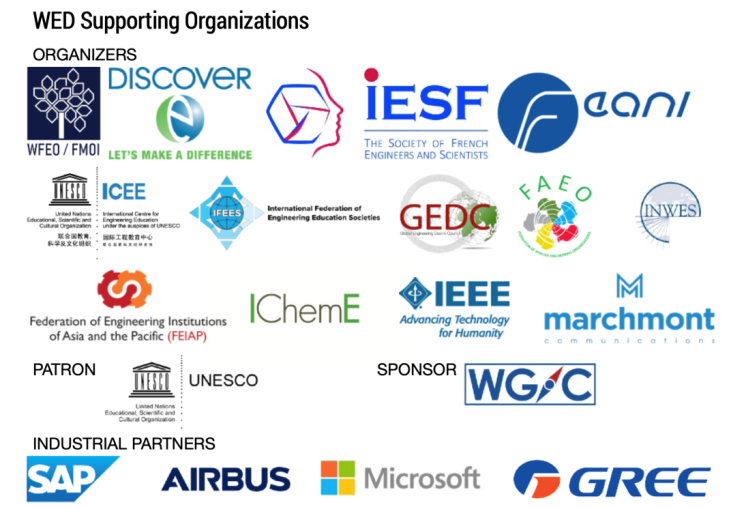 WED Supporting Organizations
ORGANIZERS
WFEO / FMOI
DISCOVER
e
LET'S MAKE A DIFFERENCE
iESF
THE SOCIETY OF FRENCH
ENGINEERS AND SCIENTISTS
Feani
UNESCO
United Nations
Educational, Scientific and
Cultural Organization
联合国教育、
科学及文化组织
ICEE
International Centre for
Engineering Education
under the auspices of UNESCO
国际工程教育中心
IFEES
International Federation of
Engineering Education Societies
GEDC
FAEO
INWES
Federation of Engineering Institutions
of Asia and the Pacific (FEIAP)
IChemE
IEEE
Advancing Technology
for Humanity
marchmont
communications
PATRON
UNESCO
United Nations
Educational, Scientific and
Cultural Organization
UNESCO
SPONSOR
WGIC
INDUSTRIAL PARTNERS
SAP
AIRBUS
Microsoft
GREE